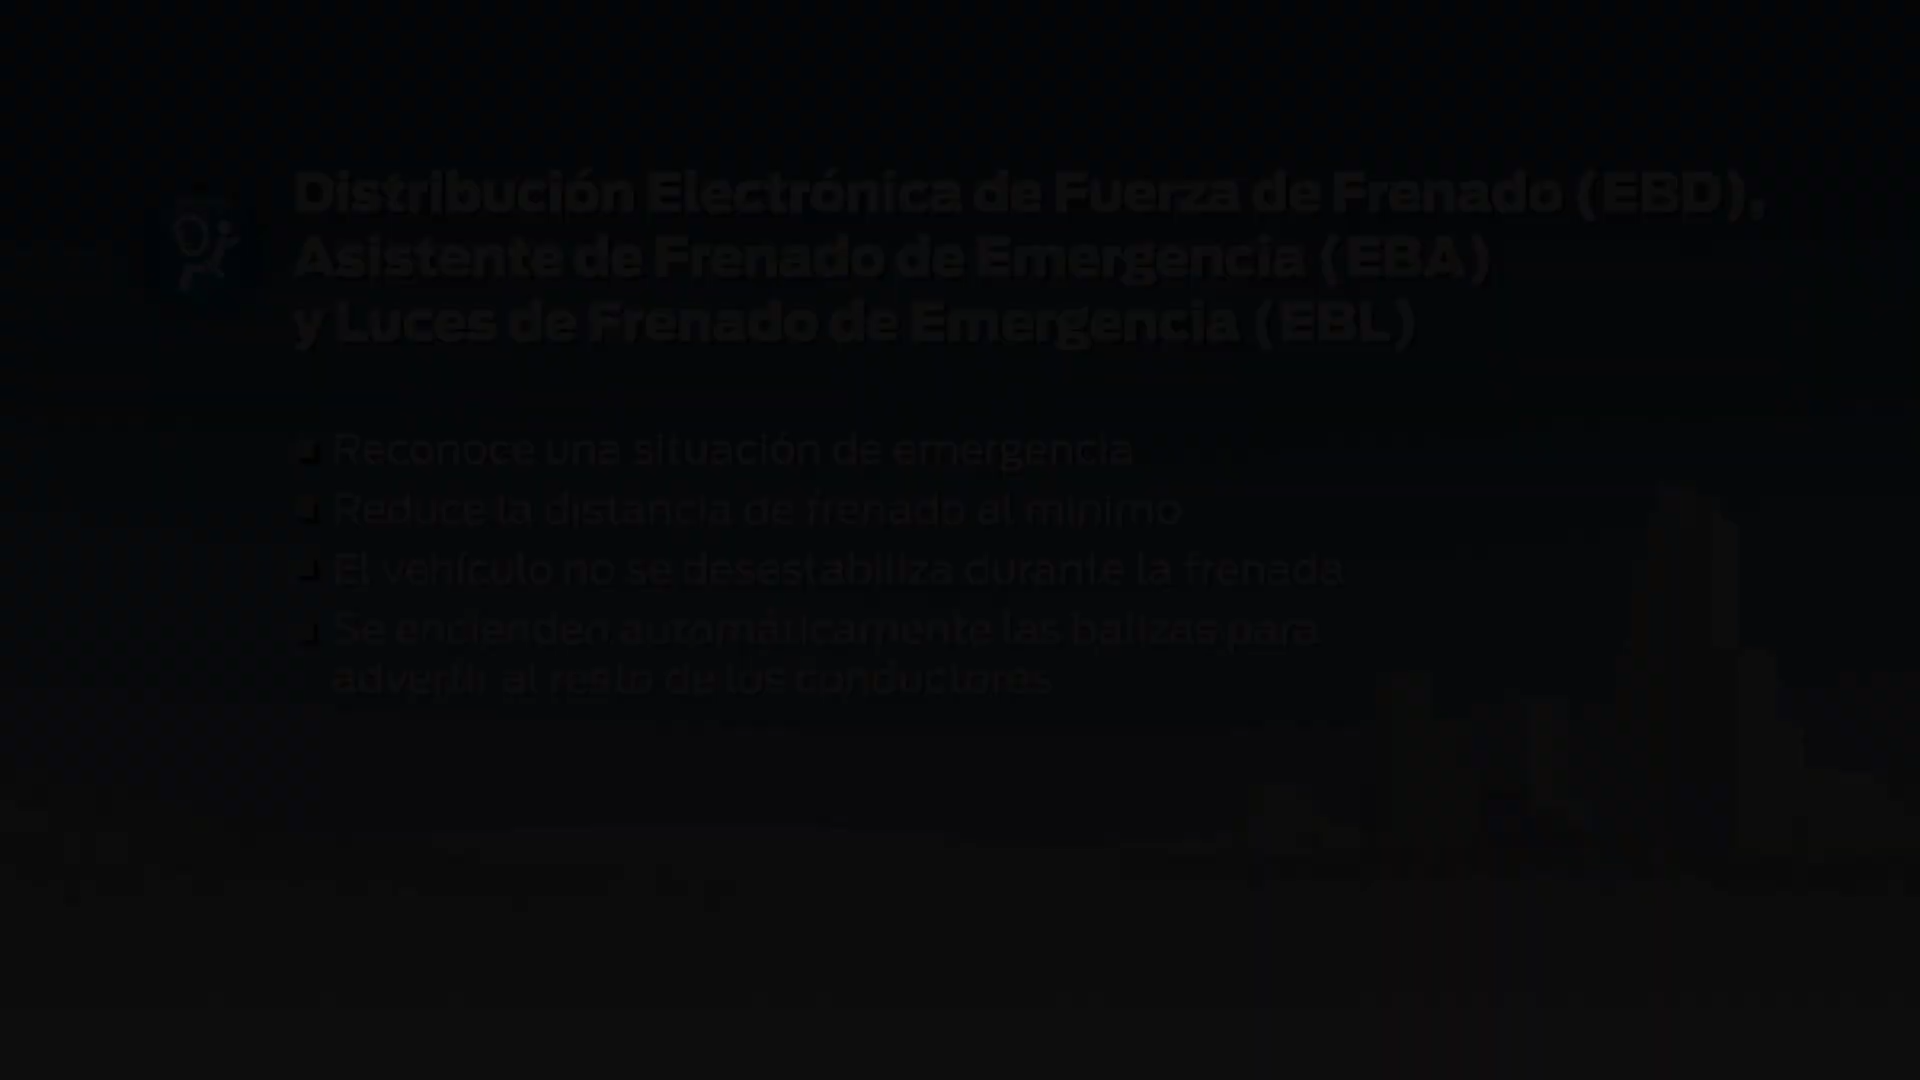 Distribución Electrónica de Fuerza de Frenado (EBD),
Asistente de Frenado de Emergencia (EBA)
y Luces de Frenado de Emergencia (EBL)
Reconoce una situación de emergencia
Reduce la distancia de frenado al mínimo
El vehículo no se desestabiliza durante la frenada
Se encienden automáticamente las balizas para
advertir al resto de los conductores